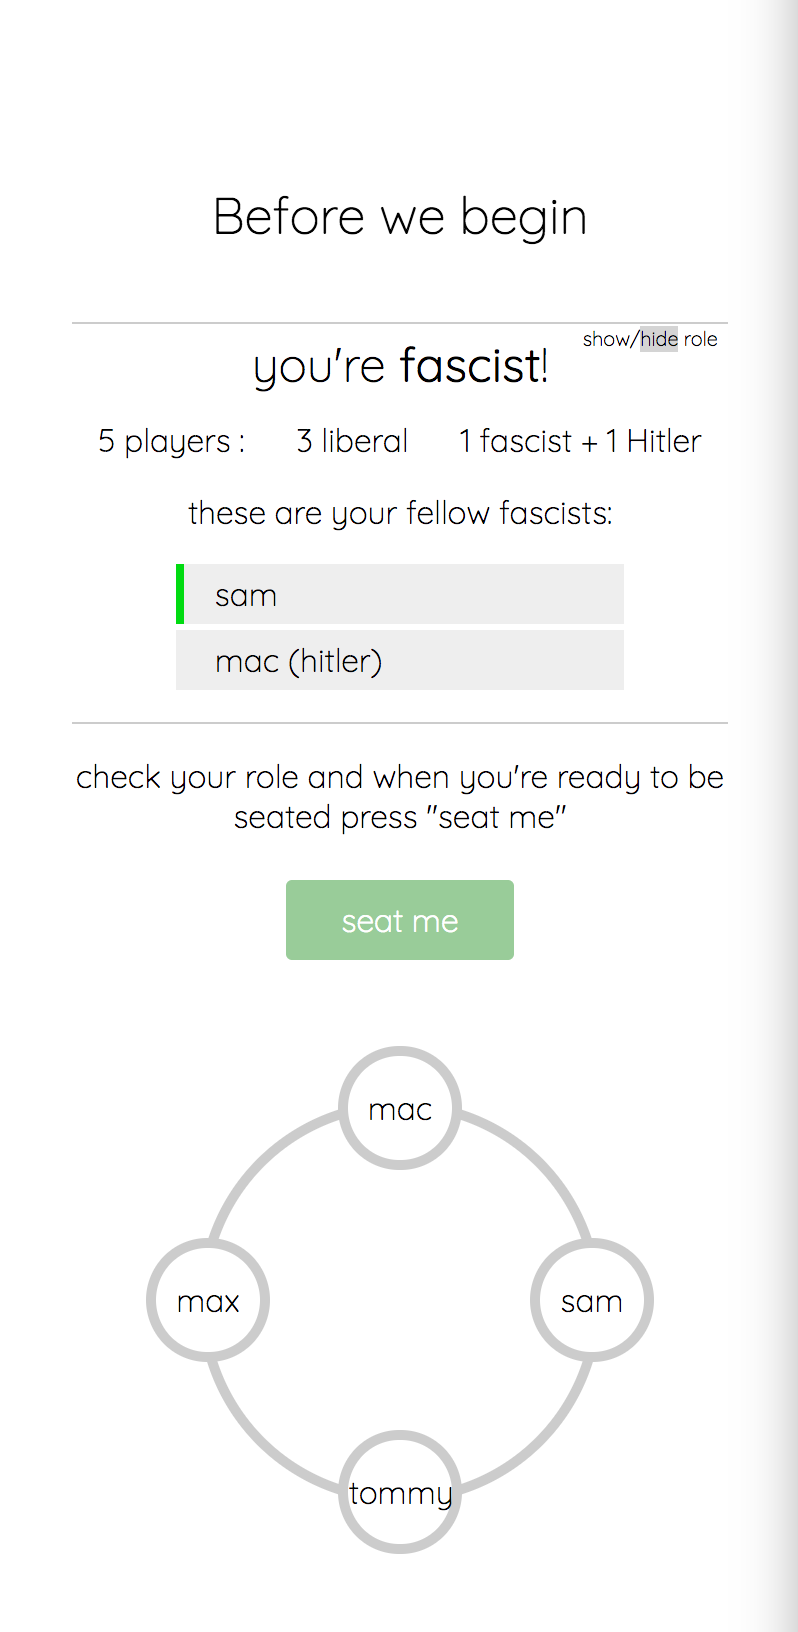 Before we begin
show/hide role
you're fascist!
5 players : 3 liberal 1 fascist + 1 Hitler
these are your fellow fascists:
sam
mac (hitler)
check your role and when you're ready to be
seated press "seat me"
seat me
mac
max
sam
tommy